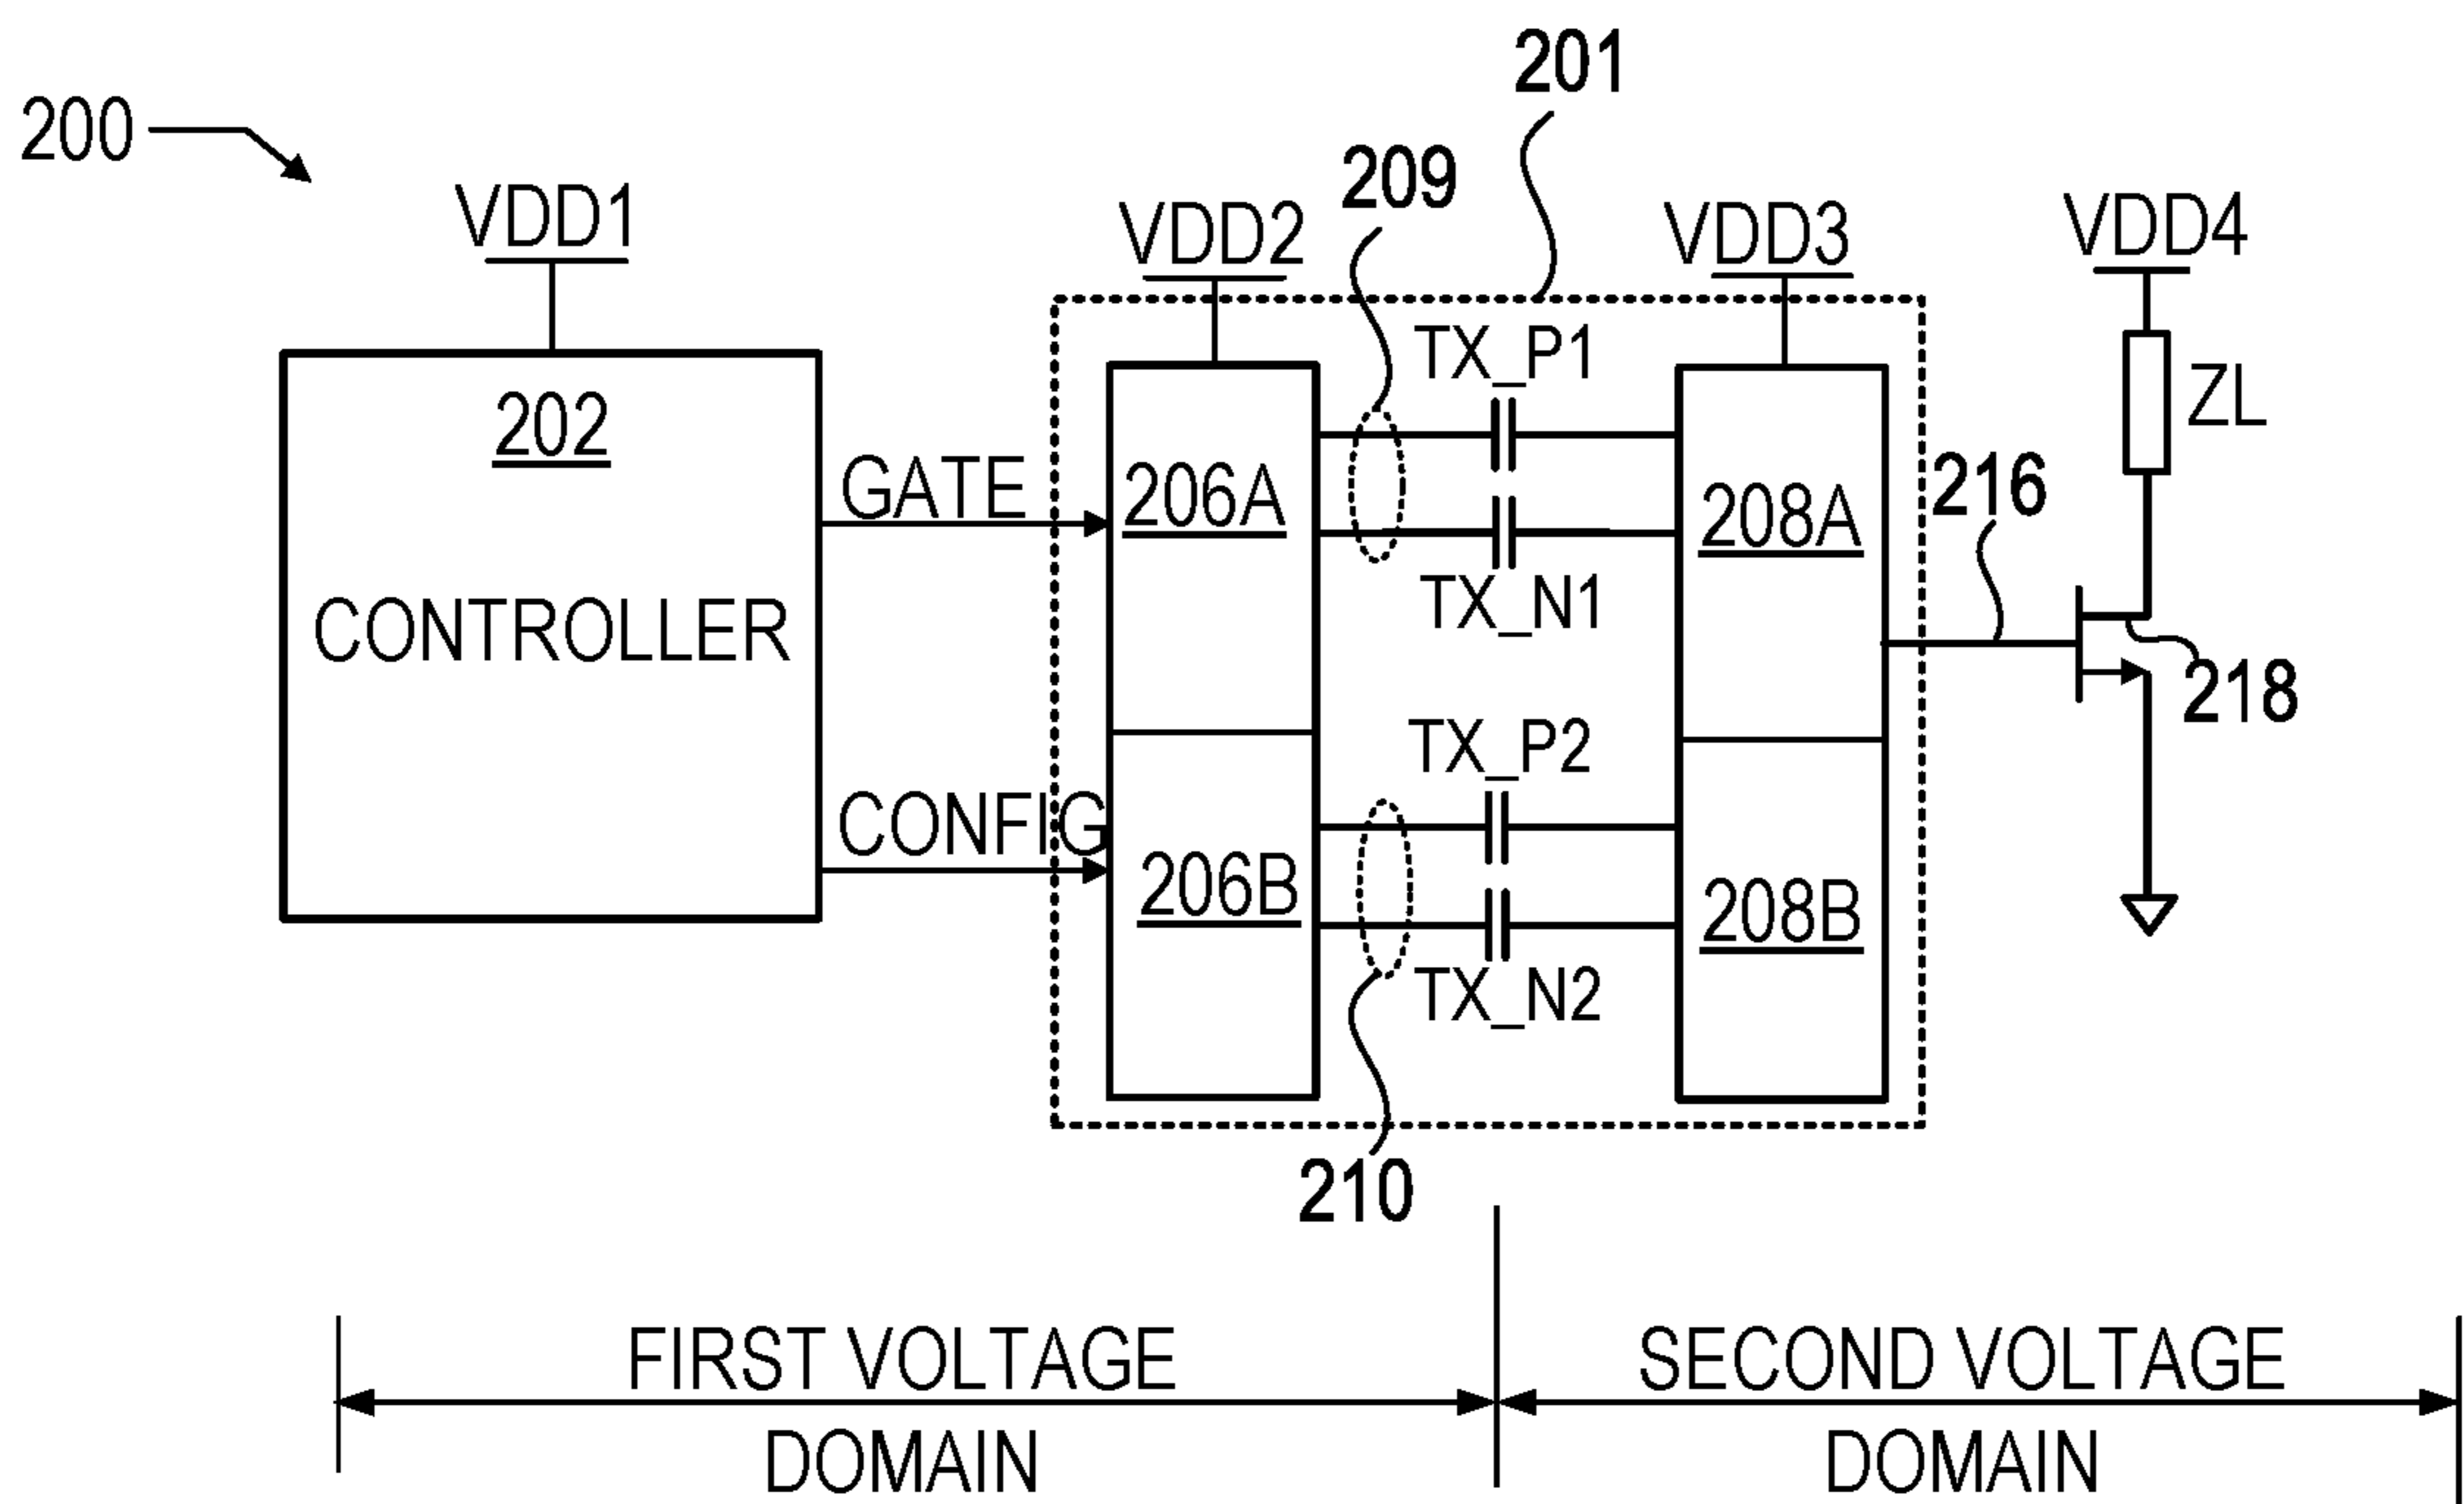 201
200
209
VDD1
VDD2
VDD3
VDD4
TX_P1
202
ZL
GATE
206A
208A
216
CONTROLLER
TX_N1
218
TX_P2
CONFIG
206B
208B
TX_N2
210
FIRST VOLTAGE
DOMAIN
SECOND VOLTAGE
DOMAIN